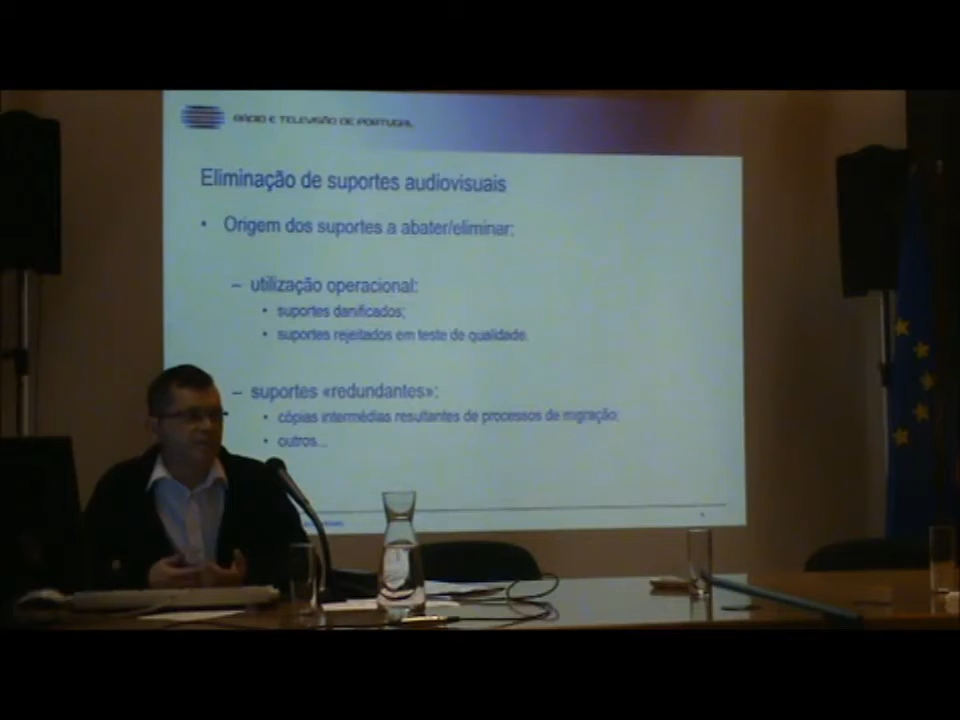 RÁDIO E TELEVISÃO DE PORTUGAL
Eliminação de suportes audiovisuais
• Origem dos suportes a abater/eliminar:
– utilização operacional:
• suportes danificados;
• suportes rejeitados em teste de qualidade.
– suportes «redundantes»:
• cópias intermédias resultantes de processos de migração;
• outros...